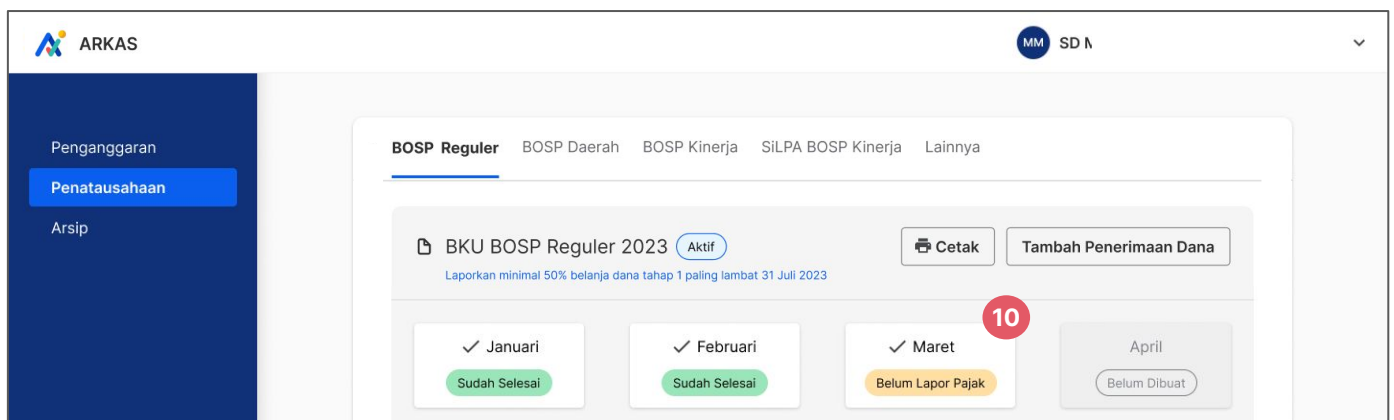 ARKAS
MM SD M
Penganggaran
Penatausahaan
Arsip
BOSP Reguler BOSP Daerah BOSP Kinerja SiLPA BOSP Kinerja Lainnya
BKU BOSP Reguler 2023 Aktif
Cetak Tambah Penerimaan Dana
Laporkan minimal 50% belanja dana tahap 1 paling lambat 31 Juli 2023
10
Januari Februari Maret April
Sudah Selesai Sudah Selesai Belum Lapor Pajak Belum Dibuat